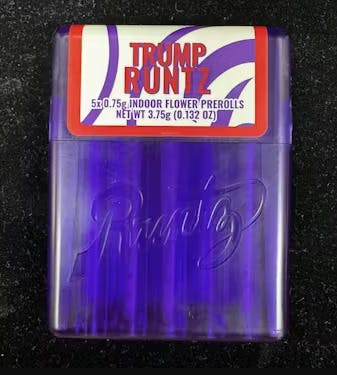 TRUMP
RUNTZ
5x 0.75g INDOOR FLOWER PREROLLS
NET WT 3.75g (0.132 OZ)
Runtz